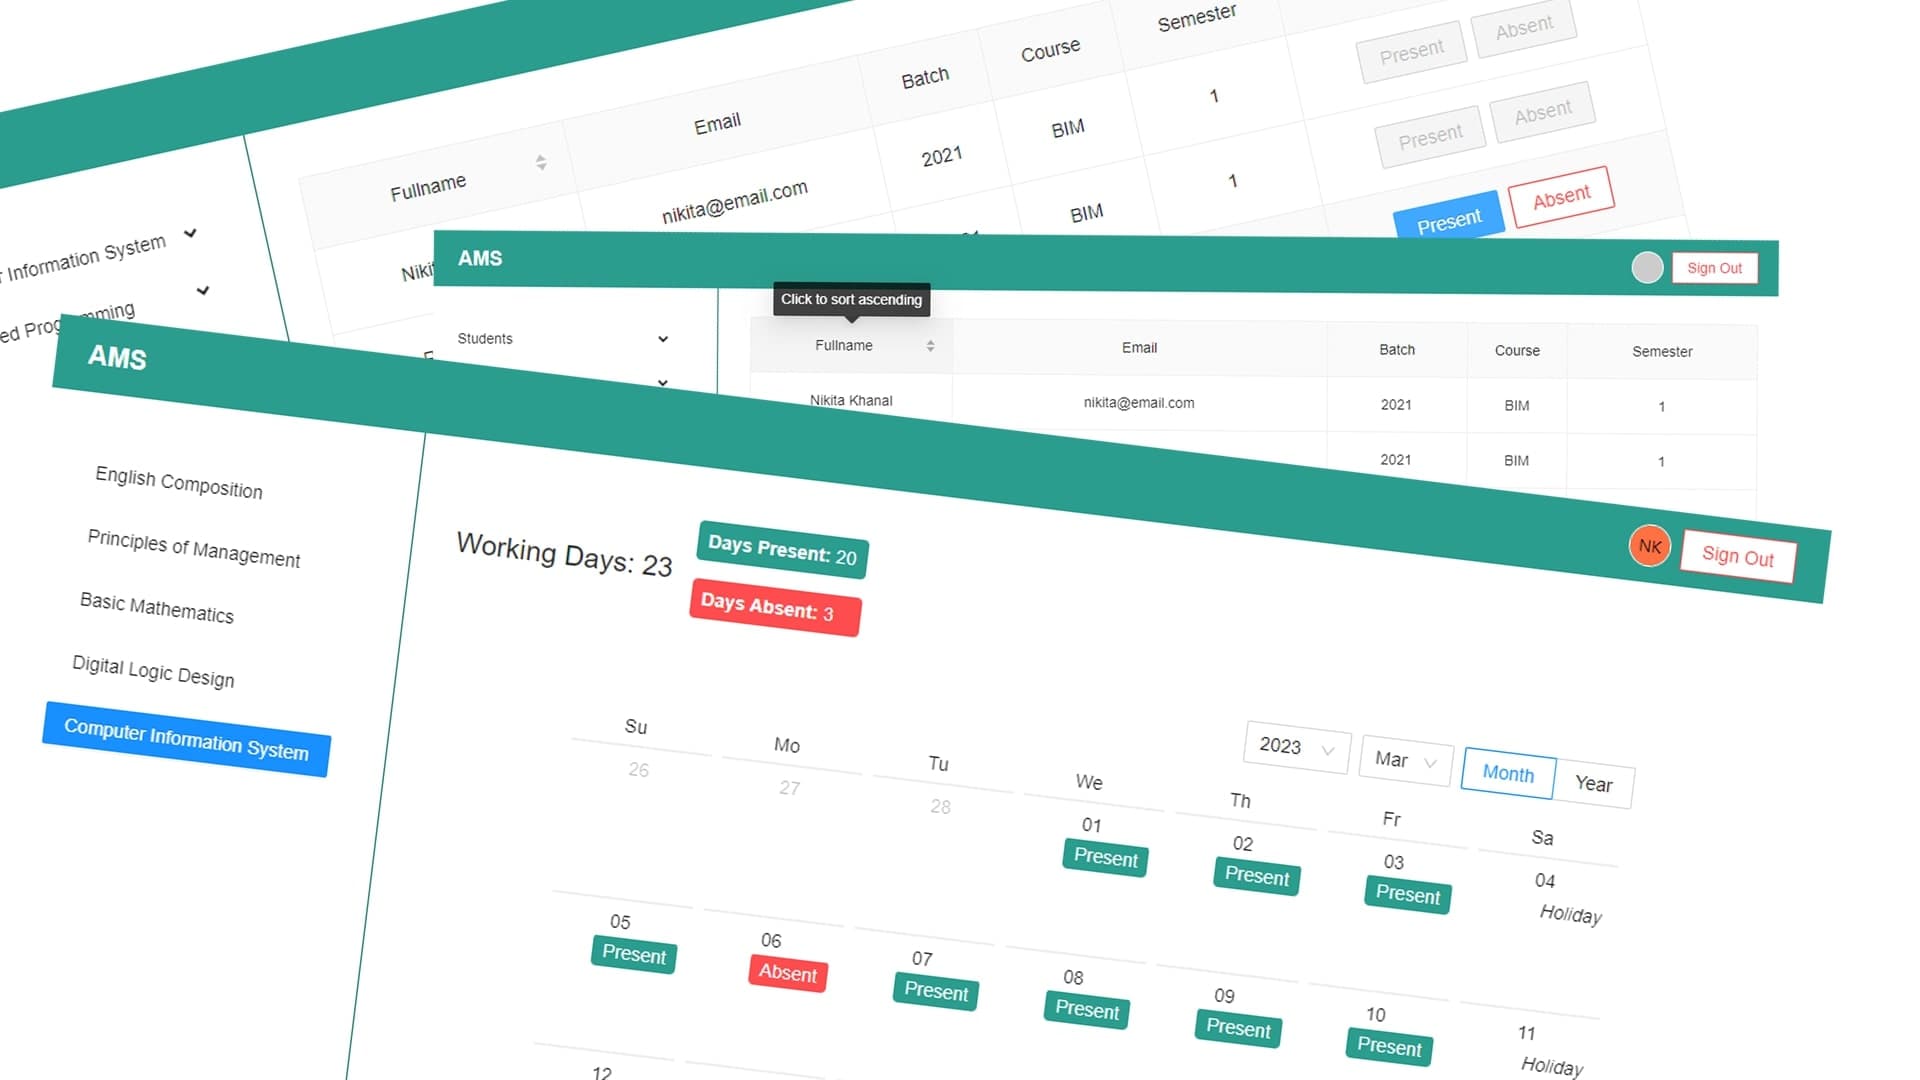 Fullname
Email
Batch
Course
Semester
nikita@email.com
2021
BIM
1
Present Absent
BIM
1
Present Absent
Present Absent
Information System
AMS
Sign Out
Click to sort ascending
Students
Fullname Email Batch Course Semester
Nikita Khanal nikita@email.com 2021 BIM 1
2021 BIM 1
AMS
NK
Sign Out
English Composition
Principles of Management
Basic Mathematics
Digital Logic Design
Computer Information System
Working Days: 23
Days Present: 20
Days Absent: 3
2023 Mar Month Year
Su Mo Tu We Th Fr Sa
26 27 28 01 02 03 04
Present Present Present Holiday
05 06 07 08 09 10 11
Present Absent Present Present Present Present Holiday
12